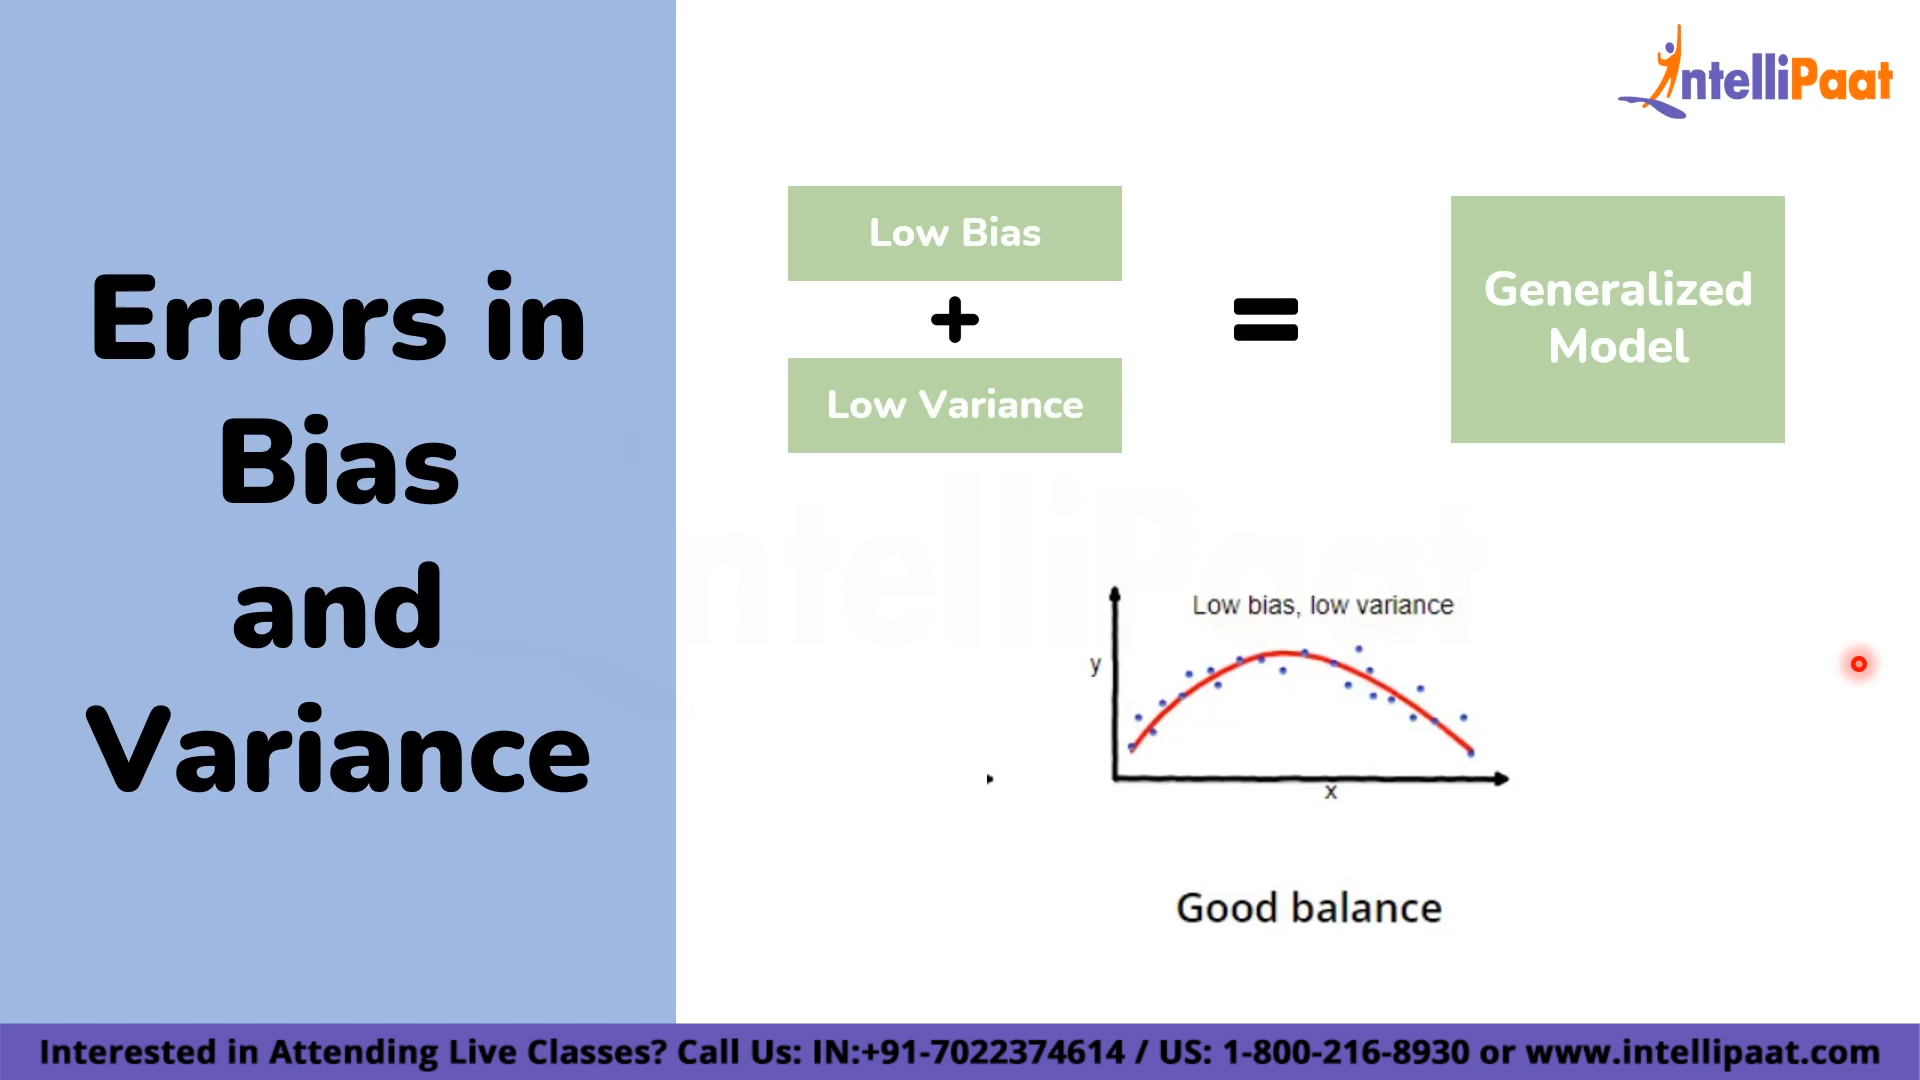 Errors in
Bias
and
Variance
IntelliPaat
Low Bias
+
Low Variance
=
Generalized
Model
Low bias, low variance
y
x
Good balance
Interested in Attending Live Classes? Call Us: IN:+91-7022374614 / US: 1-800-216-8930 or www.intellipaat.com